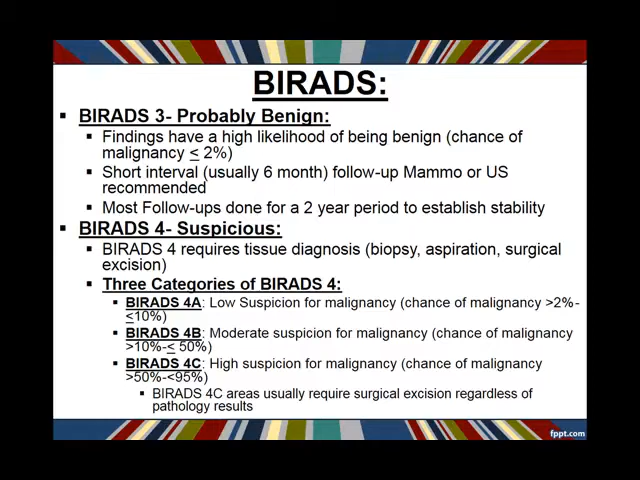 BIRADS:
▪ BIRADS 3- Probably Benign:
▪ Findings have a high likelihood of being benign (chance of
malignancy ≤ 2%)
▪ Short interval (usually 6 month) follow-up Mammo or US
recommended
▪ Most Follow-ups done for a 2 year period to establish stability
▪ BIRADS 4- Suspicious:
▪ BIRADS 4 requires tissue diagnosis (biopsy, aspiration, surgical
excision)
▪ Three Categories of BIRADS 4:
▪ BIRADS 4A: Low Suspicion for malignancy (chance of malignancy >2%-
≤10%)
▪ BIRADS 4B: Moderate suspicion for malignancy (chance of malignancy
>10%-≤ 50%)
▪ BIRADS 4C: High suspicion for malignancy (chance of malignancy
>50%-<95%)
▪ BIRADS 4C areas usually require surgical excision regardless of
pathology results
fppt.com